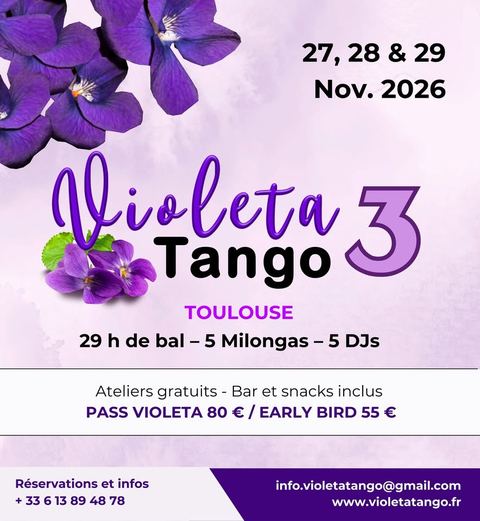 27, 28 & 29
Nov. 2026
Violeta
Tango 3
TOULOUSE
29 h de bal – 5 Milongas – 5 DJs
Ateliers gratuits - Bar et snacks inclus
PASS VIOLETA 80 € / EARLY BIRD 55 €
Réservations et infos
+ 33 6 13 89 48 78
info.violetatango@gmail.com
www.violetatango.fr